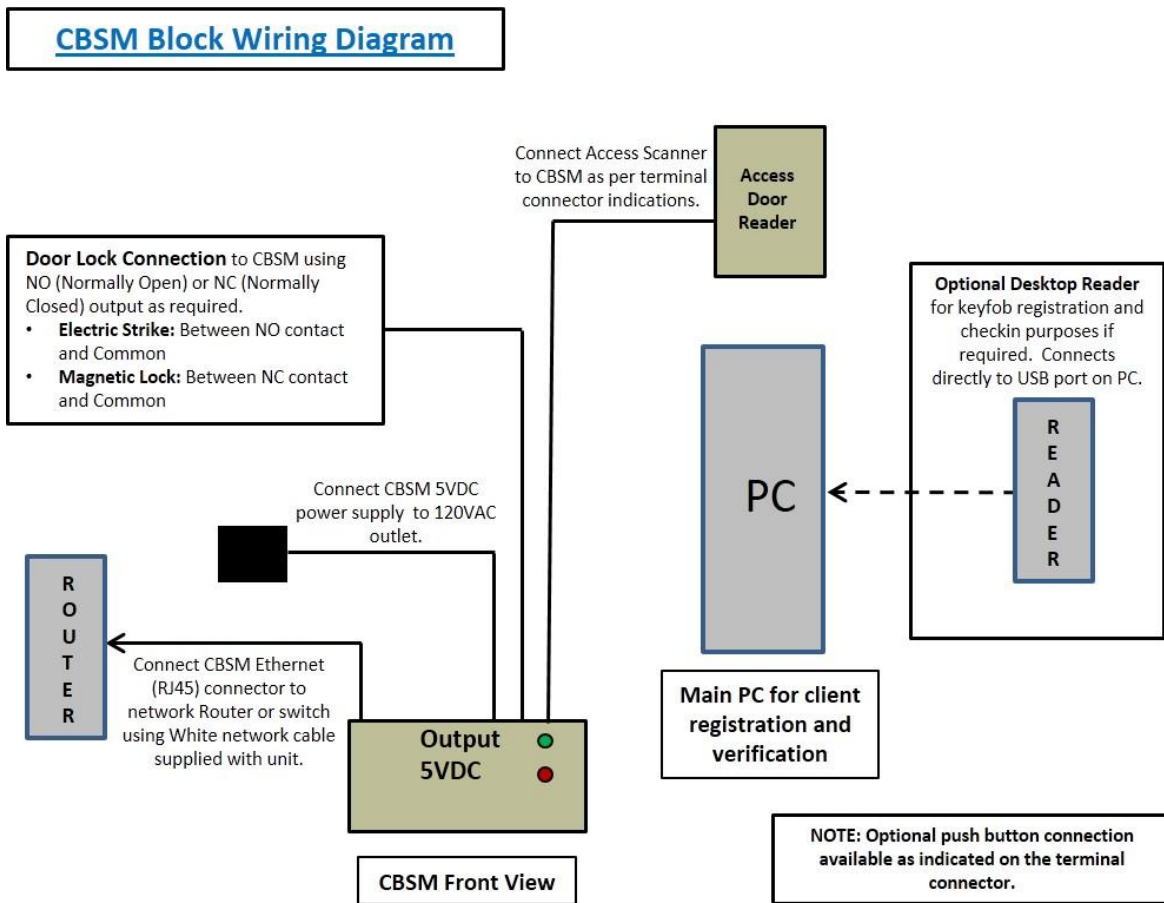 CBSM Block Wiring Diagram
Connect Access Scanner
to CBSM as per terminal
connector indications.
Access
Door
Reader
Door Lock Connection to CBSM using
NO (Normally Open) or NC (Normally
Closed) output as required.
• Electric Strike: Between NO contact
and Common
• Magnetic Lock: Between NC contact
and Common
Optional Desktop Reader
for keyfob registration and
checkin purposes if
required. Connects
directly to USB port on PC.
R
E
A
D
E
R
PC
Connect CBSM 5VDC
power supply to 120VAC
outlet.
R
O
U
T
E
R
Connect CBSM Ethernet
(RJ45) connector to
network Router or switch
using White network cable
supplied with unit.
Main PC for client
registration and
verification
Output
5VDC
CBSM Front View
NOTE: Optional push button connection
available as indicated on the terminal
connector.